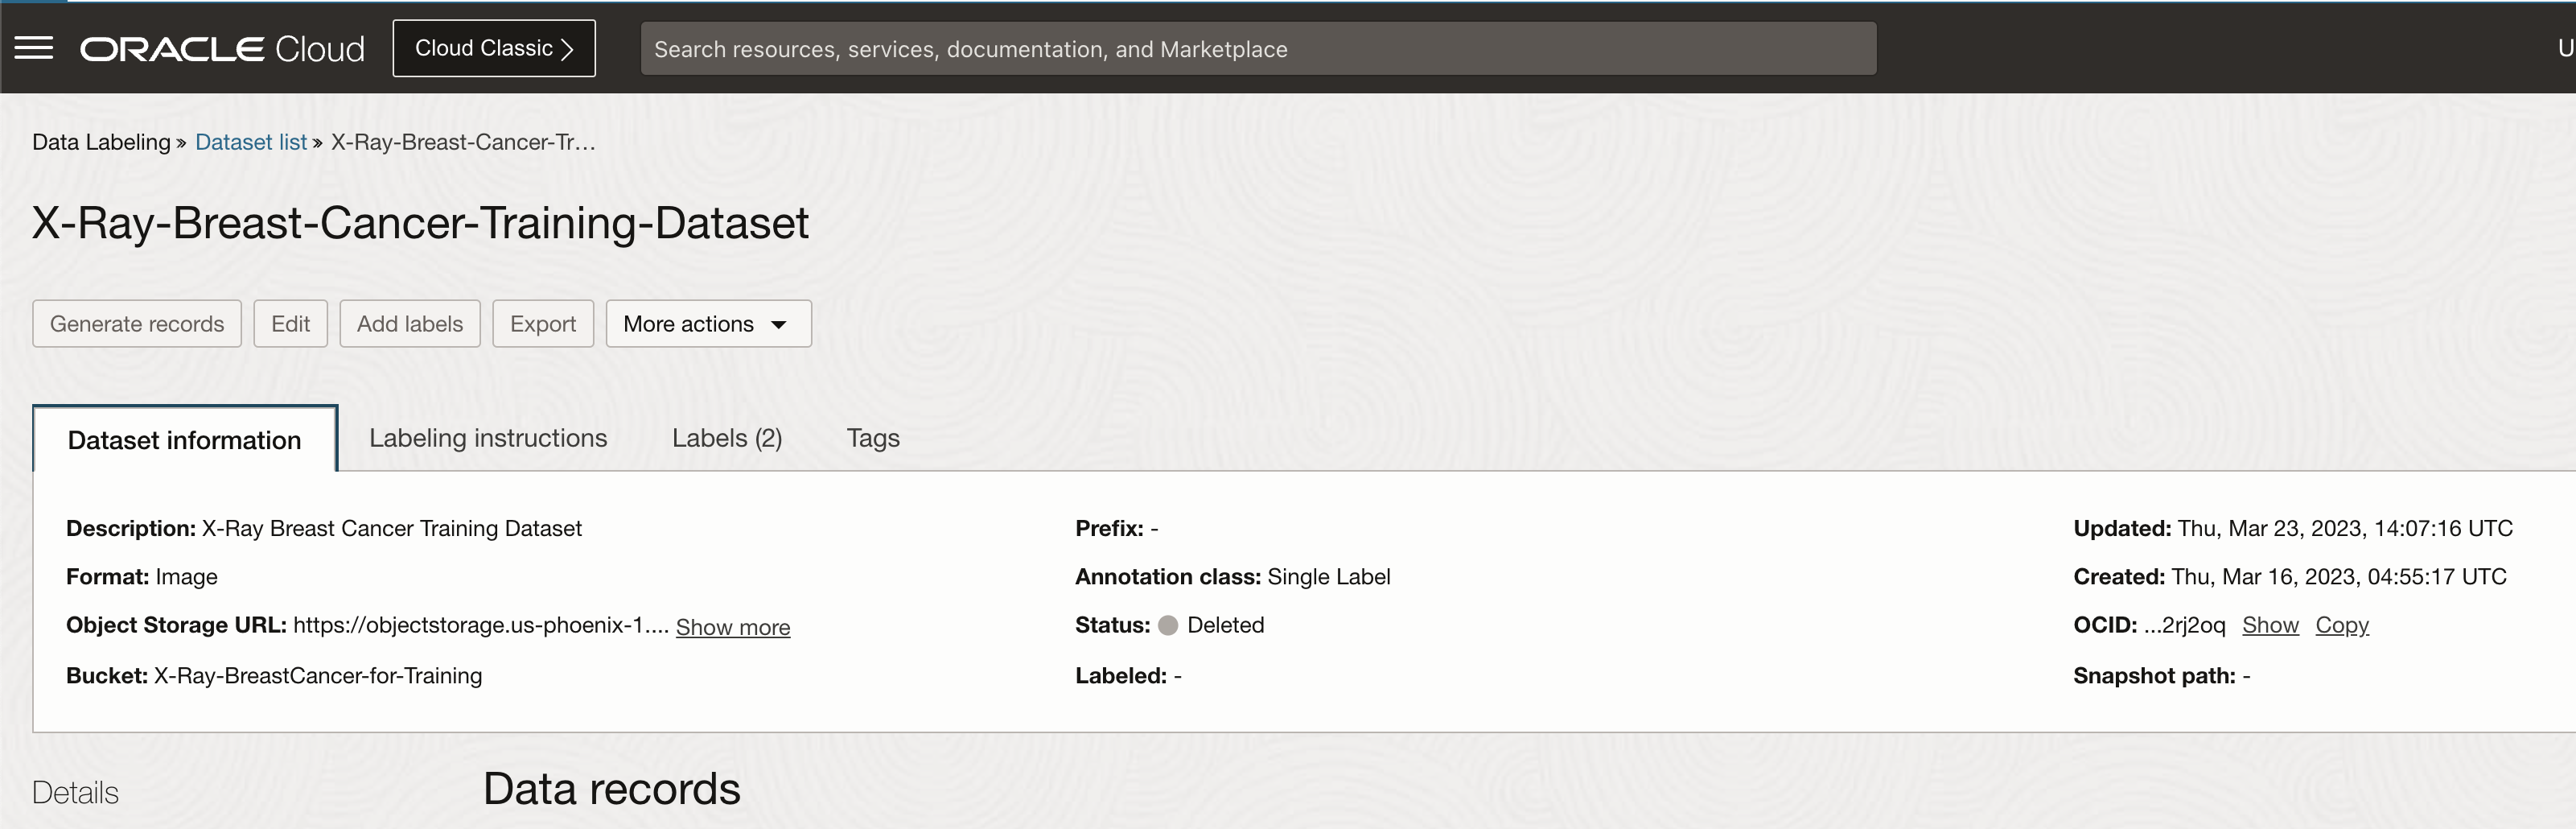 ORACLE Cloud Cloud Classic Search resources, services, documentation, and Marketplace U
Data Labeling » Dataset list » X-Ray-Breast-Cancer-Tr...
X-Ray-Breast-Cancer-Training-Dataset
Generate records Edit Add labels Export More actions
Dataset information Labeling instructions Labels (2) Tags
Description: X-Ray Breast Cancer Training Dataset Prefix: - Updated: Thu, Mar 23, 2023, 14:07:16 UTC
Format: Image Annotation class: Single Label Created: Thu, Mar 16, 2023, 04:55:17 UTC
Object Storage URL: https://objectstorage.us-phoenix-1.... Show more Status: Deleted OCID: ...2rj2oq Show Copy
Bucket: X-Ray-BreastCancer-for-Training Labeled: - Snapshot path: -
Details Data records